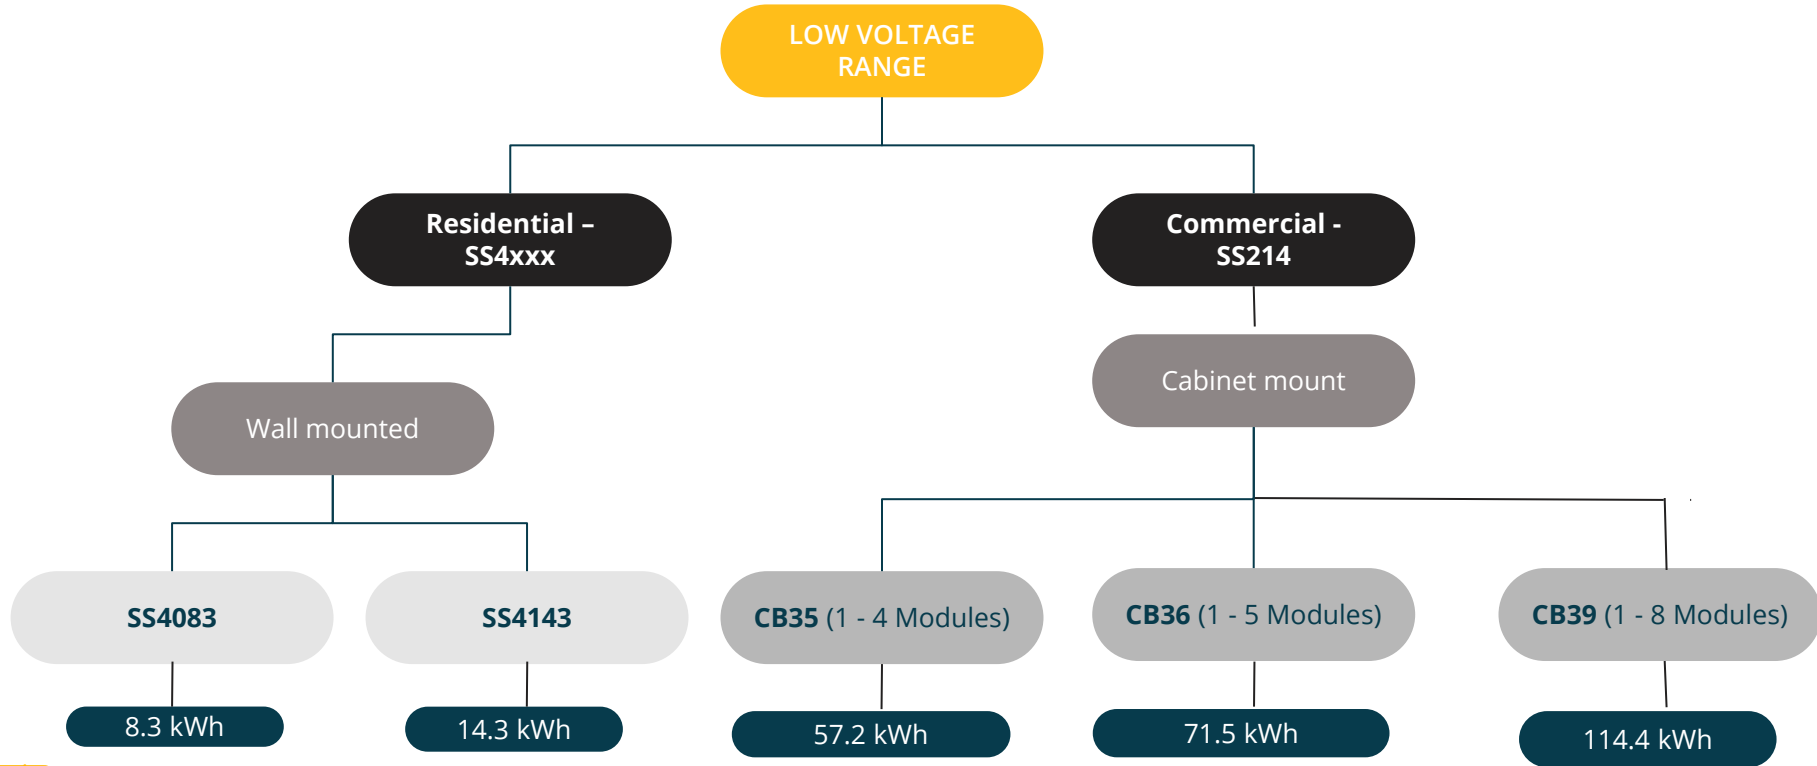 LOW VOLTAGE
RANGE
Residential –
SS4xxx
Commercial -
SS214
Cabinet mount
Wall mounted
SS4083
SS4143
CB35 (1 - 4 Modules)
CB36 (1 - 5 Modules)
CB39 (1 - 8 Modules)
8.3 kWh
14.3 kWh
57.2 kWh
71.5 kWh
114.4 kWh